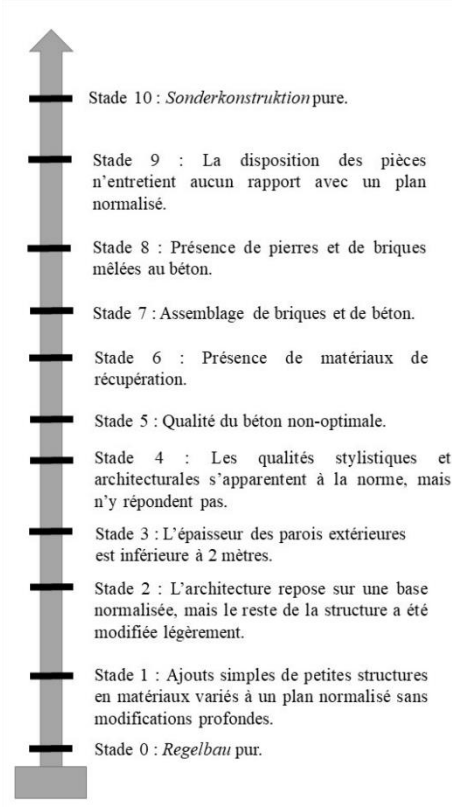 Stade 10 : Sonderkonstruktion pure.
Stade 9 : La disposition des pièces
n’entretient aucun rapport avec un plan
normalisé.
Stade 8 : Présence de pierres et de briques
mêlées au béton.
Stade 7 : Assemblage de briques et de béton.
Stade 6 : Présence de matériaux de
récupération.
Stade 5 : Qualité du béton non-optimale.
Stade 4 : Les qualités stylistiques et
architecturales s’apparentent à la norme, mais
n’y répondent pas.
Stade 3 : L’épaisseur des parois extérieures
est inférieure à 2 mètres.
Stade 2 : L’architecture repose sur une base
normalisée, mais le reste de la structure a été
modifiée légèrement.
Stade 1 : Ajouts simples de petites structures
en matériaux variés à un plan normalisé sans
modifications profondes.
Stade 0 : Regelbau pur.